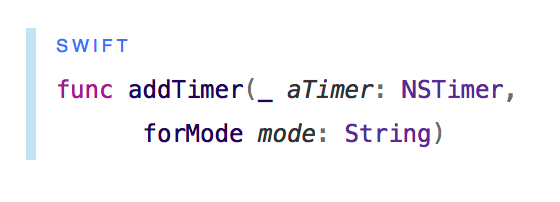 SWIFT
func addTimer(_ aTimer: NSTimer,
forMode mode: String)